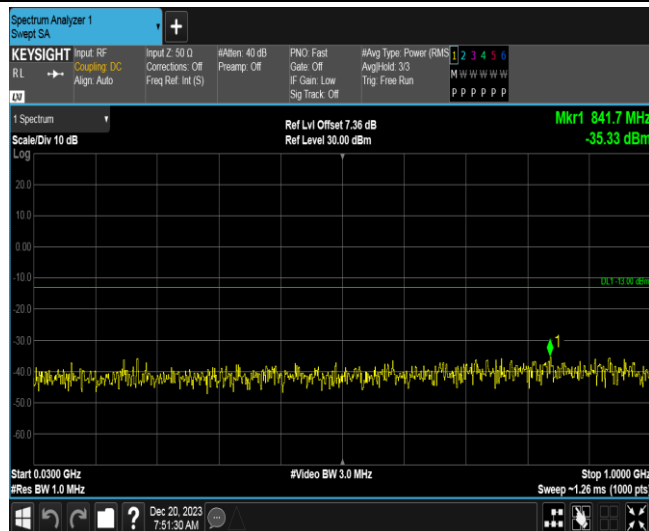 Spectrum Analyzer 1
Swept SA
+
KEYSIGHT Input: RF Input Z: 50 Ω #Atten: 40 dB PNO: Fast #Avg Type: Power (RMS 1 2 3 4 5 6
RL Coupling: DC Corrections: Off Preamp: Off Gate: Off Avg|Hold: 3/3 M W W W W W
Align: Auto Freq Ref: Int (S) IF Gain: Low Trig: Free Run
Sig Track: Off P P P P P P
1 Spectrum Ref Lvl Offset 7.36 dB Mkr1 841.7 MHz
Scale/Div 10 dB Ref Level 30.00 dBm -35.33 dBm
Log
20.0
10.0
0.00
-10.0 DL1 -13.00 dBm
-20.0
-30.0
1
-40.0
-50.0
-60.0
Start 0.0300 GHz #Video BW 3.0 MHz Stop 1.0000 GHz
#Res BW 1.0 MHz Sweep ~1.26 ms (1000 pts)
? Dec 20, 2023
7:51:30 AM